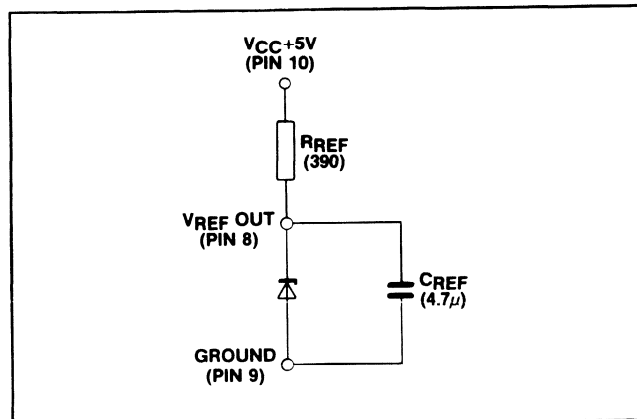 VCC+5V
(PIN 10)
RREF
(390)
VREF OUT
(PIN 8)
CREF
(4.7μ)
GROUND
(PIN 9)